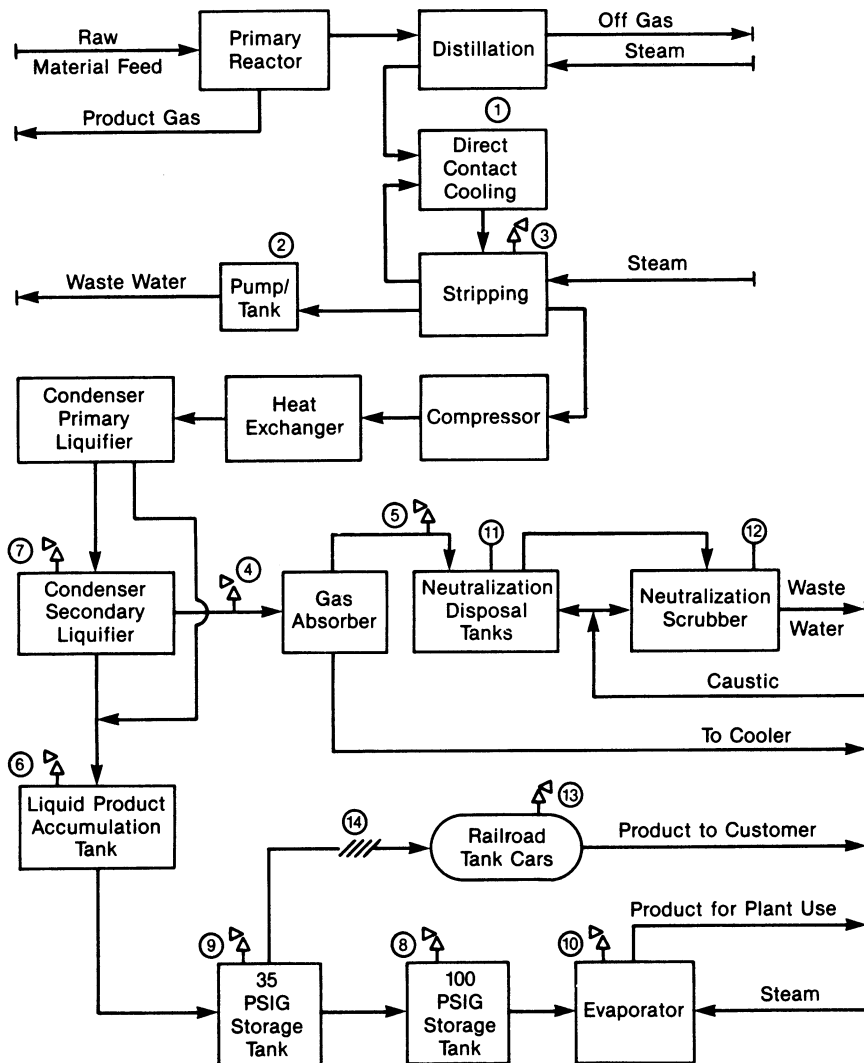 Raw
Material Feed
Primary
Reactor
Distillation
Off Gas
Steam
Product Gas
1
Direct
Contact
Cooling
2
3
Waste Water
Pump/
Tank
Stripping
Steam
Condenser
Primary
Liquifier
Heat
Exchanger
Compressor
7
4
5
11
12
Condenser
Secondary
Liquifier
Gas
Absorber
Neutralization
Disposal
Tanks
Neutralization
Scrubber
Waste
Water
Caustic
To Cooler
6
Liquid Product
Accumulation
Tank
14
13
Railroad
Tank Cars
Product to Customer
Product for Plant Use
9
8
10
35
PSIG
Storage
Tank
100
PSIG
Storage
Tank
Evaporator
Steam